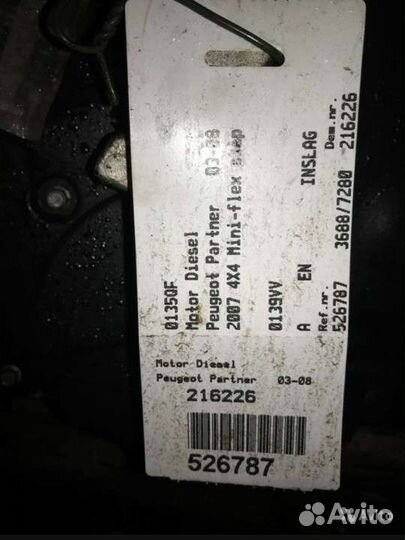 0135QF
Motor Diesel
Peugeot Partner 03-08
2007 4X4 Mini-flex
0139VV
A EN INSLAG
Ref.nr. Dem.nr.
526787 3688/7280 216226
Motor Diesel
Peugeot Partner 03-08
216226
526787
Avito